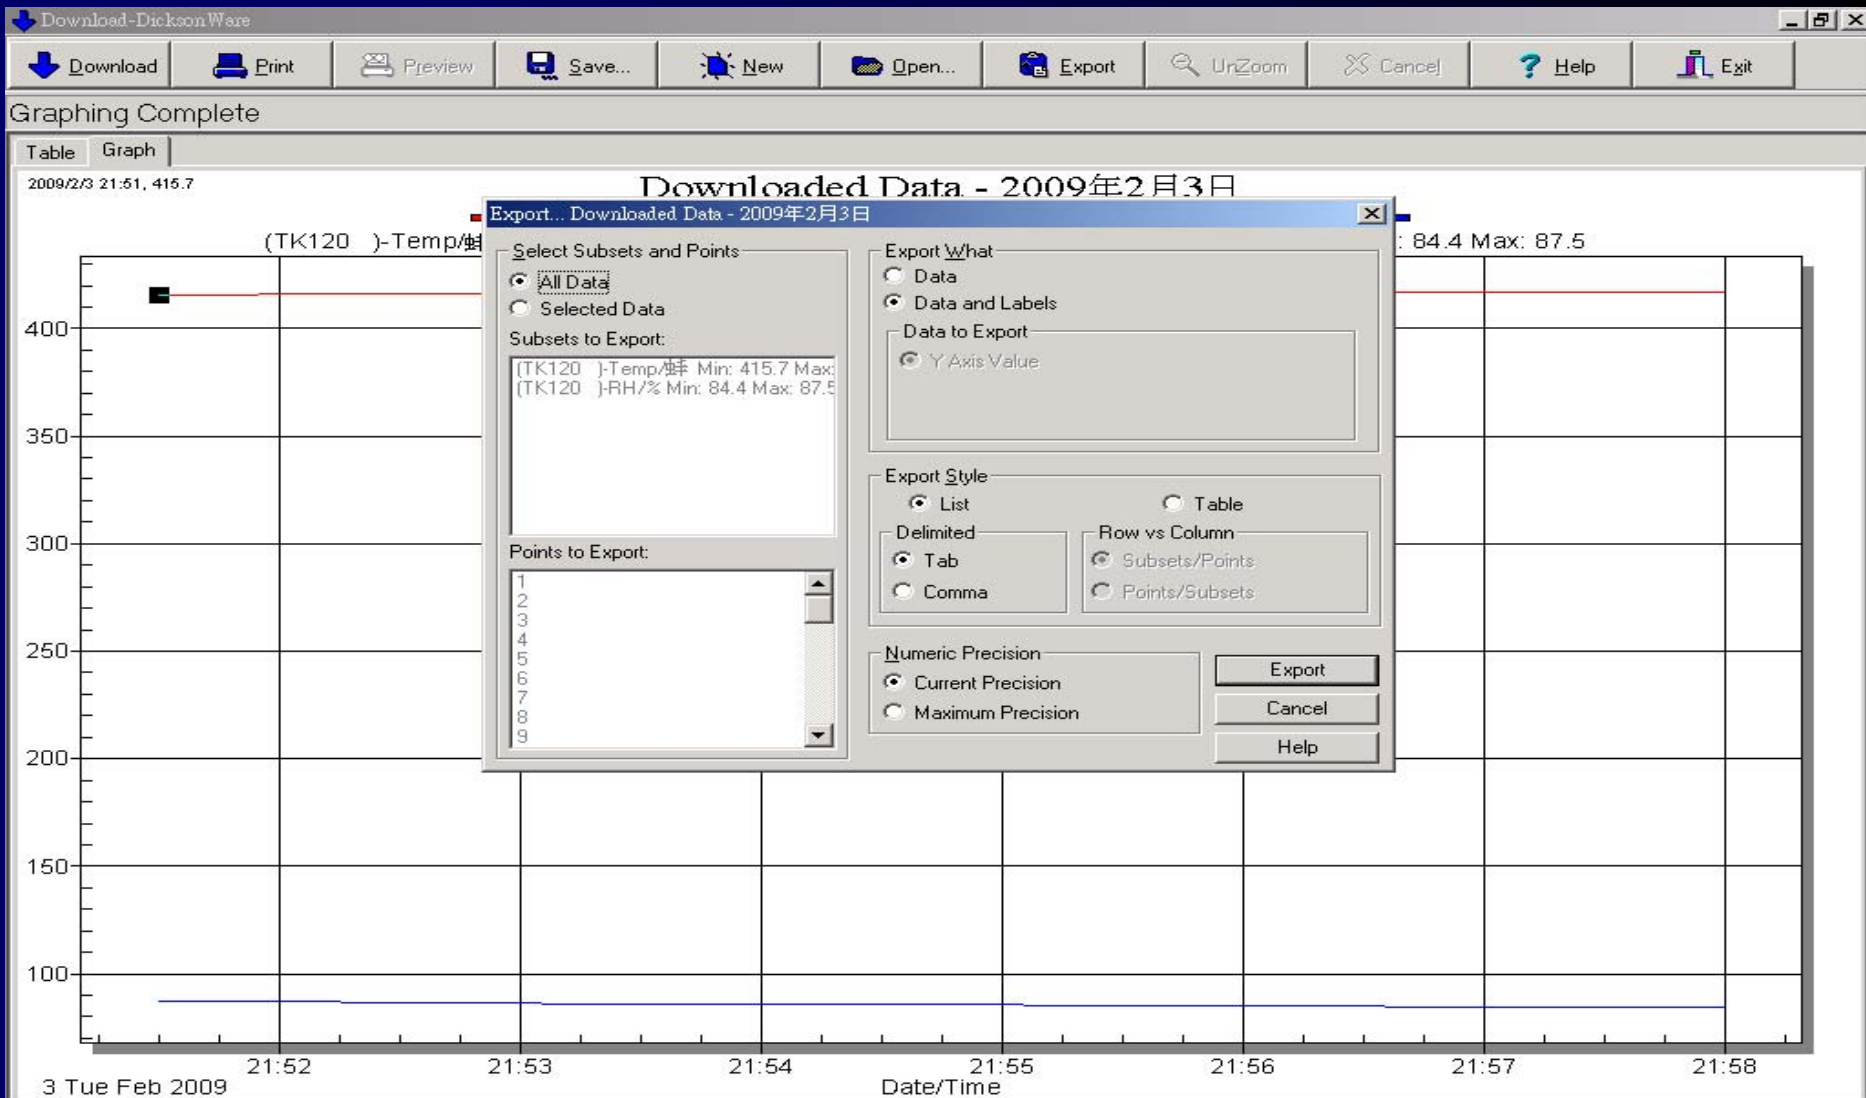 Download-DicksonWare
Download Print Preview Save... New Open... Export UnZoom Cancel Help Exit
Graphing Complete
Table Graph
2009/2/3 21:51, 415.7
Downloaded Data - 2009年2月3日
(TK120 )-Temp/蚌
: 84.4 Max: 87.5
Export... Downloaded Data - 2009年2月3日
Select Subsets and Points
All Data
Selected Data
Subsets to Export:
(TK120 )-Temp/蚌 Min: 415.7 Max:
(TK120 )-RH/% Min: 84.4 Max: 87.5
Points to Export:
1
2
3
4
5
6
7
8
9
Export What
Data
Data and Labels
Data to Export
Y Axis Value
Export Style
List Table
Delimited
Tab
Comma
Row vs Column
Subsets/Points
Points/Subsets
Numeric Precision
Current Precision
Maximum Precision
Export
Cancel
Help
400
350
300
250
200
150
100
21:52 21:53 21:54 21:55 21:56 21:57 21:58
3 Tue Feb 2009
Date/Time